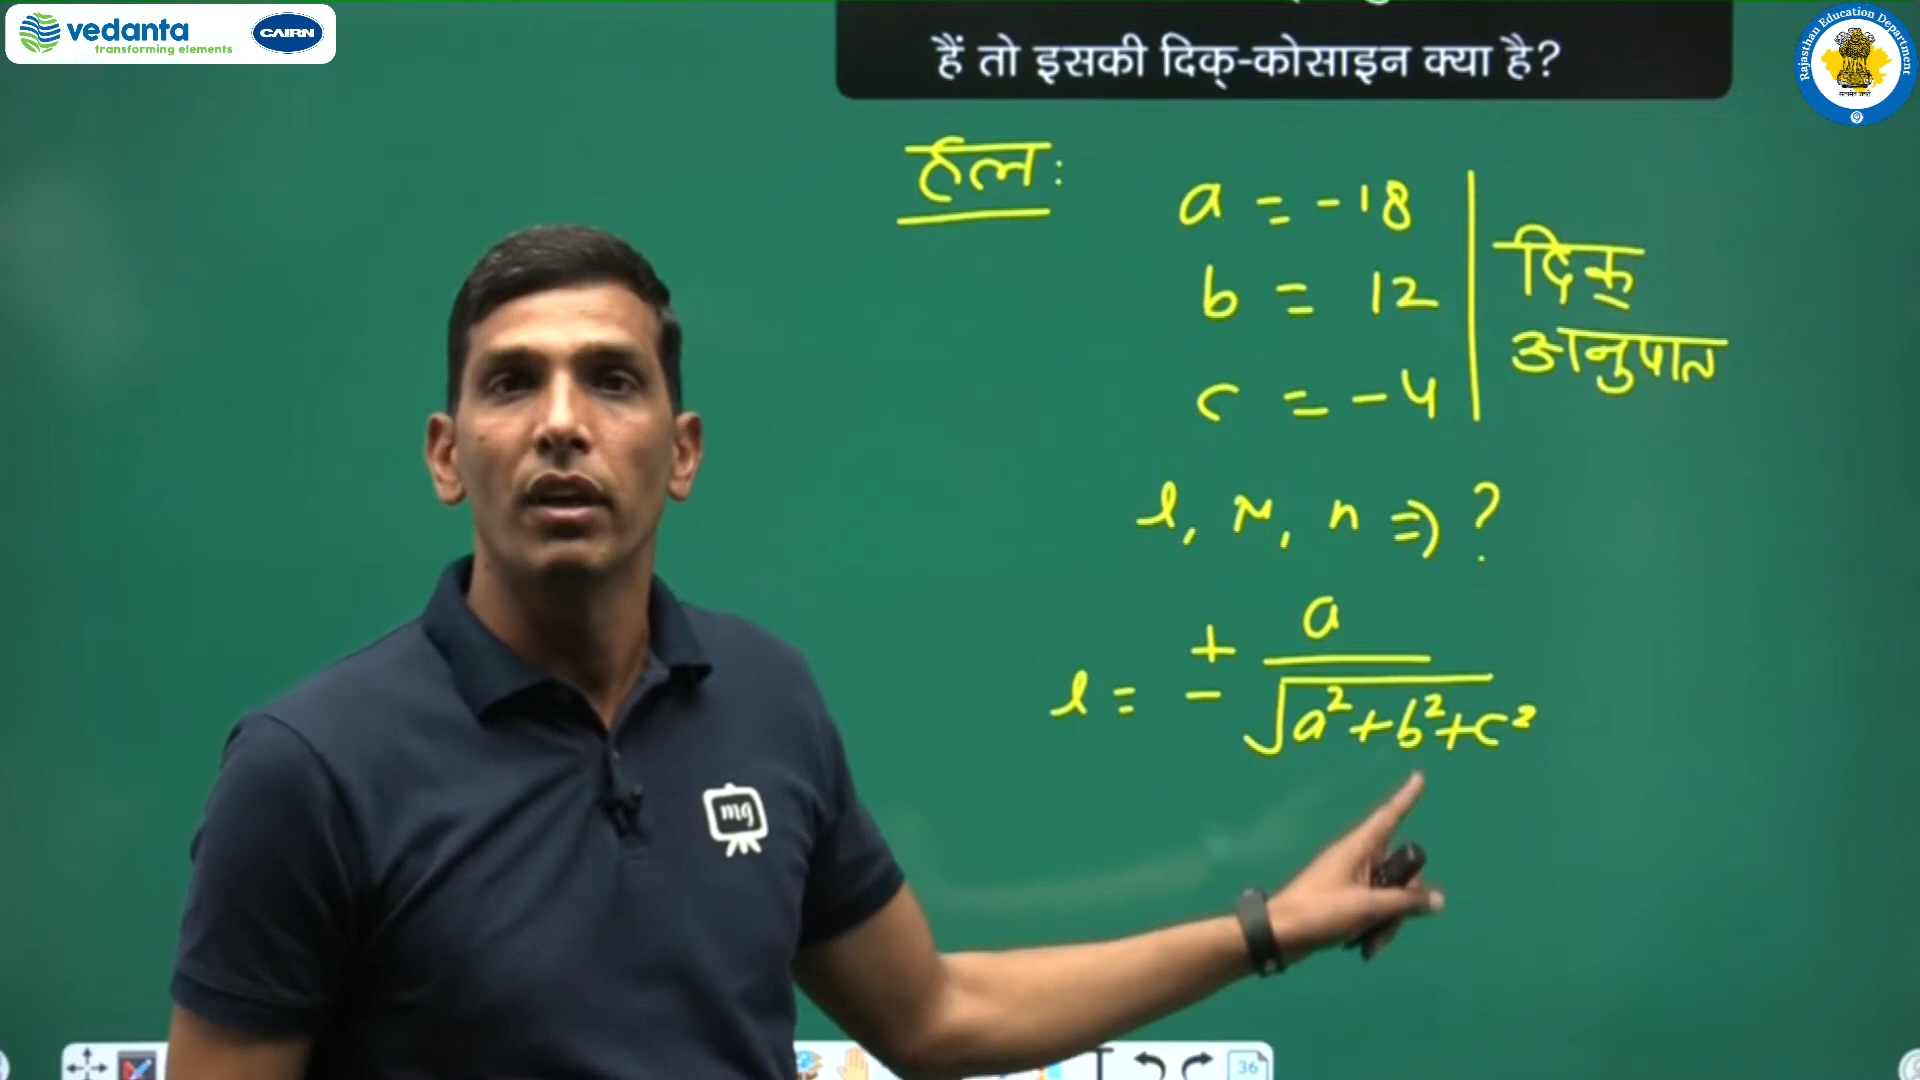 vedanta
transforming elements
CAIRN
हैं तो इसकी दिक्-कोसाइन क्या है?
Rajasthan Education Department
हल :
a = -18
b = 12
c = -4
दिक्
अनुपात
l, m, n ⇒ ?
l = ± a / √a²+b²+c²
mg
36